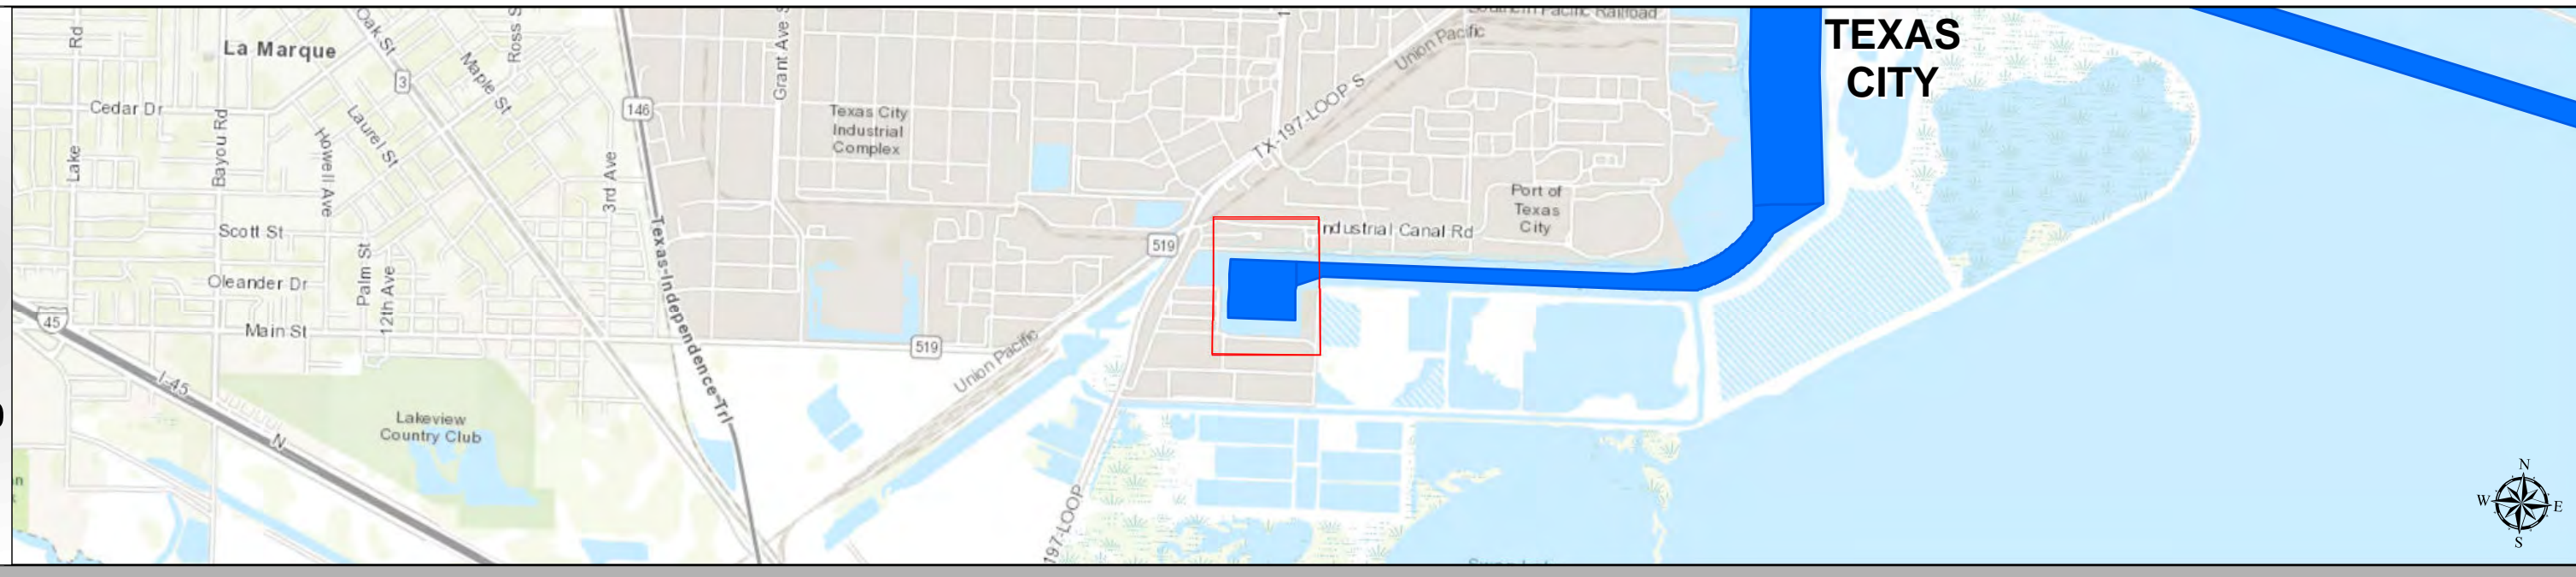 Rd
La Marque
Oak St
Ross S
Grant Ave S
Southern Pacific Railroad
Union Pacific
TEXAS
CITY
3
Maple St
Cedar Dr
146
Texas City
Industrial
Complex
TX-197-LOOP S
Lake
Bayou Rd
Howell Ave
Laurel St
3rd Ave
Port of
Texas
City
Scott St
Texas-Independence-Trl
519
Industrial Canal Rd
Palm St
12th Ave
Oleander Dr
45
Main St
519
Union Pacific
I-45
N
Lakeview
Country Club
197-LOOP
N
W
E
S